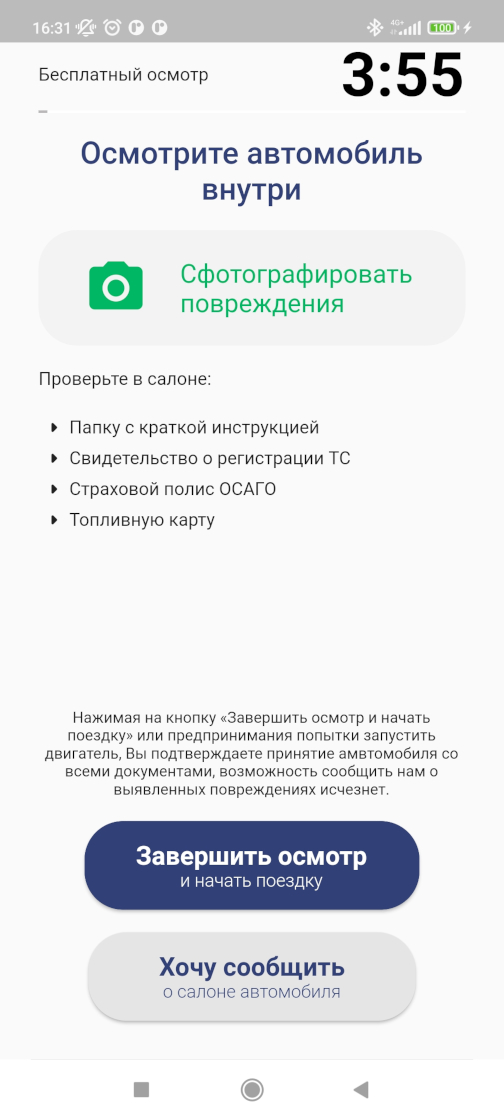 16:31
4G+
100
Бесплатный осмотр
3:55
Осмотрите автомобиль
внутри
Сфотографировать
повреждения
Проверьте в салоне:
Папку с краткой инструкцией
Свидетельство о регистрации ТС
Страховой полис ОСАГО
Топливную карту
Нажимая на кнопку «Завершить осмотр и начать
поездку» или предпринимания попытки запустить
двигатель, Вы подтверждаете принятие амвтомобиля со
всеми документами, возможность сообщить нам о
выявленных повреждениях исчезнет.
Завершить осмотр
и начать поездку
Хочу сообщить
о салоне автомобиля